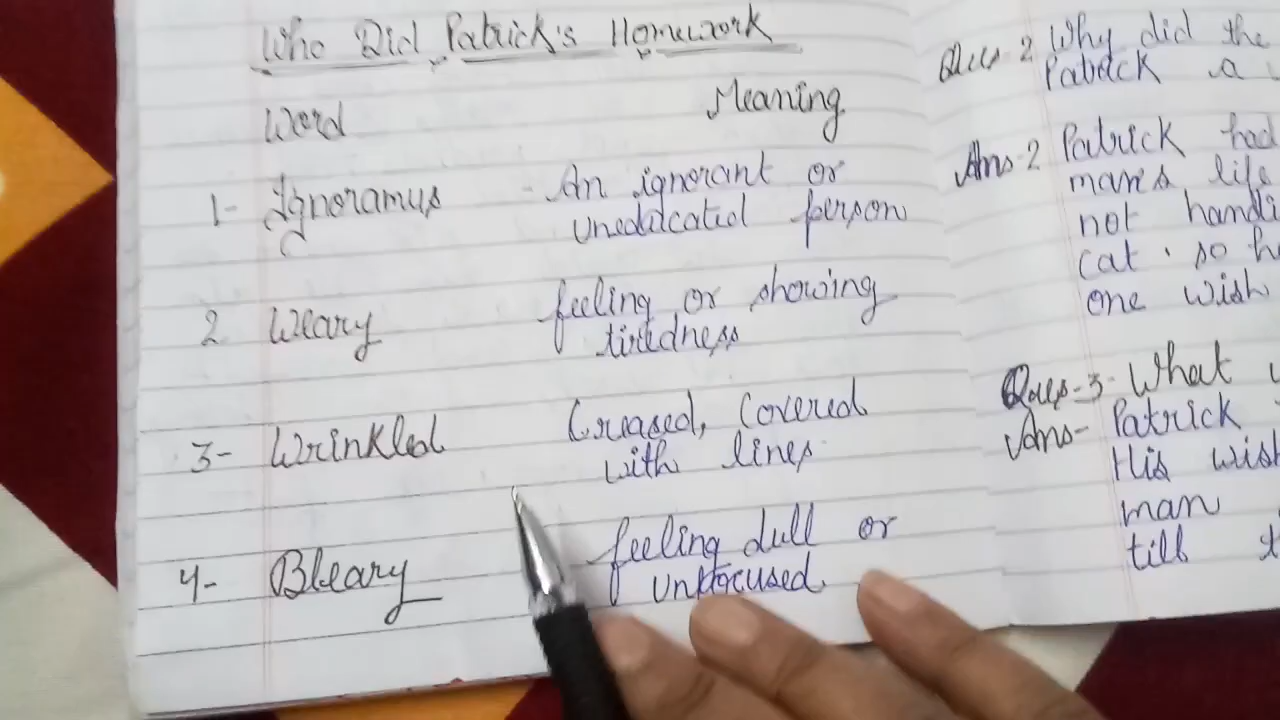 Who Did Patrick's Homework
Word Meaning
1- Ignoramus - An ignorant or
uneducated person
2 Weary feeling or showing
tiredness
3- Wrinkled Creased, Covered
with lines
4- Bleary feeling dull or
unfocused
Ques-2 Why did the
Patrick a
Ans-2 Patrick had
man's life
not handl
cat. so h
one wish
Ques-3- What
Ans- Patrick
His wish
man
till